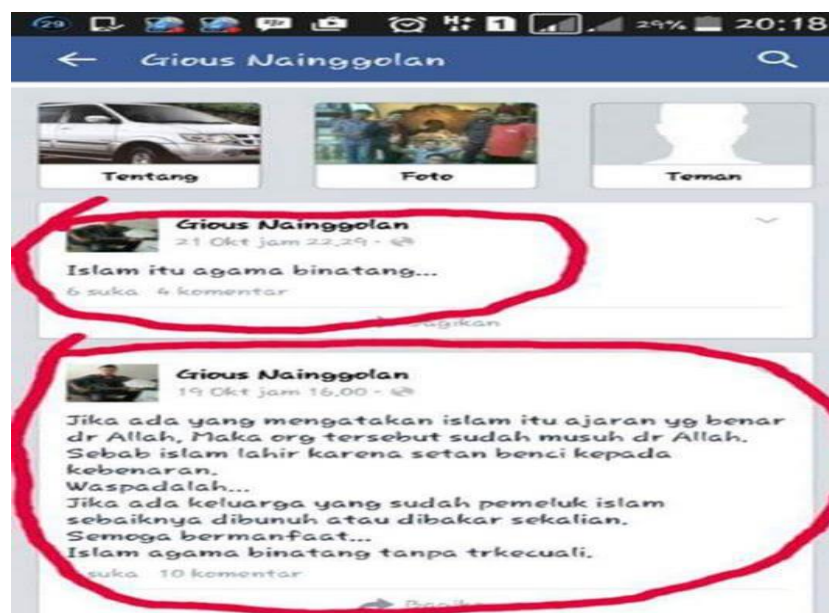 29 1 29% 20:18
Gious Nainggolan
Tentang Foto Teman
Gious Nainggolan
21 Okt jam 22.29 •
Islam itu agama binatang...
6 suka 4 komentar
Bagikan
Gious Nainggolan
19 Okt jam 16.00 •
Jika ada yang mengatakan islam itu ajaran yg benar
dr Allah, Maka org tersebut sudah musuh dr Allah.
Sebab islam lahir karena setan benci kepada
kebenaran.
Waspadalah...
Jika ada keluarga yang sudah pemeluk islam
sebaiknya dibunuh atau dibakar sekalian.
Semoga bermanfaat...
Islam agama binatang tanpa trkecuali.
suka 10 komentar